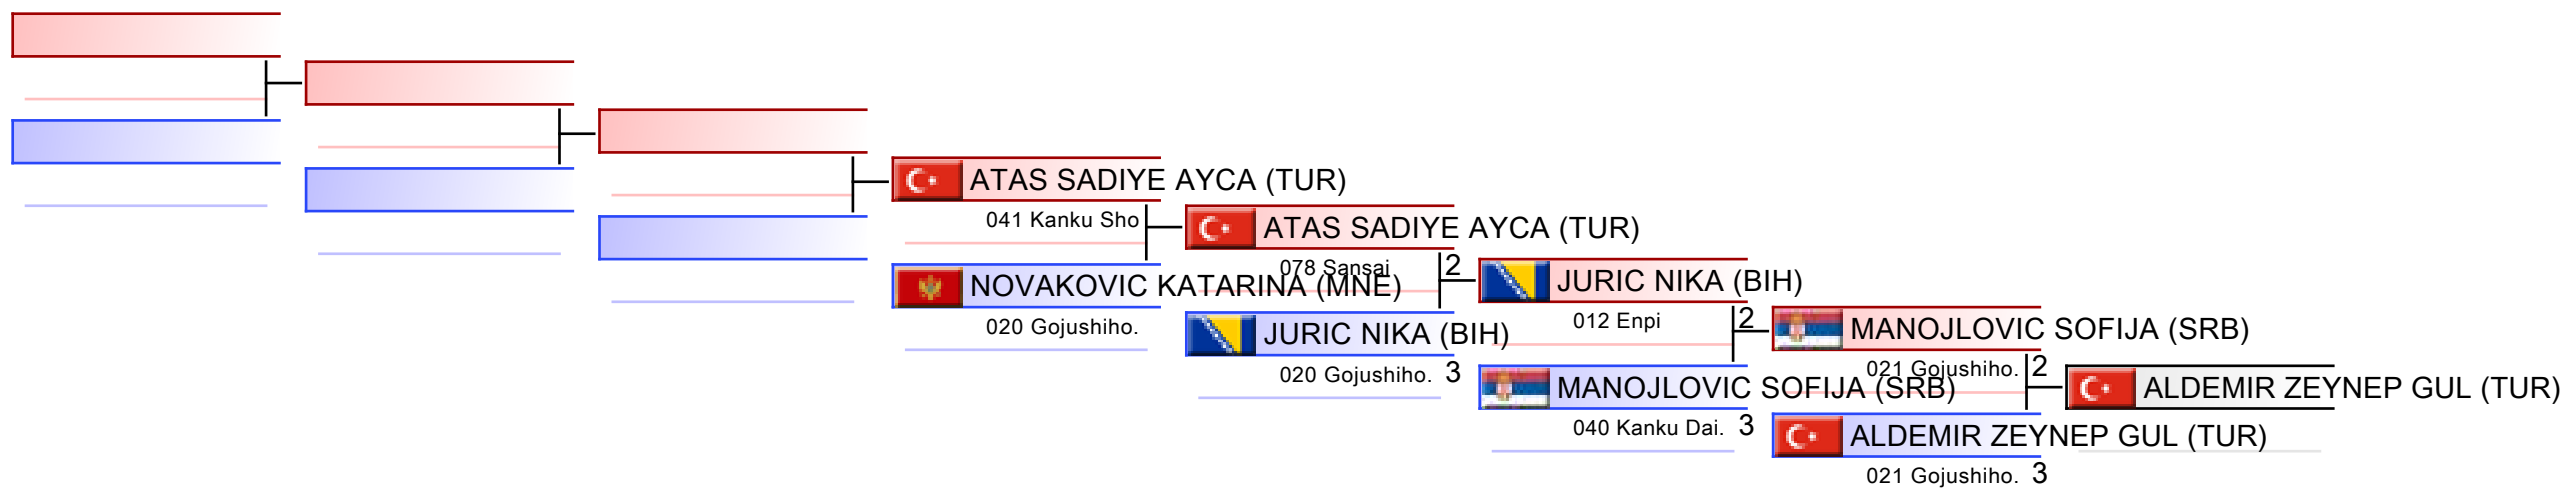 ATAS SADIYE AYCA (TUR)
041 Kanku Sho
NOVAKOVIC KATARINA (MNE)
020 Gojushiho.
ATAS SADIYE AYCA (TUR)
078 Sansai 2
JURIC NIKA (BIH)
020 Gojushiho. 3
JURIC NIKA (BIH)
012 Enpi 2
MANOJLOVIC SOFIJA (SRB)
040 Kanku Dai. 3
MANOJLOVIC SOFIJA (SRB)
021 Gojushiho. 2
ALDEMIR ZEYNEP GUL (TUR)
021 Gojushiho. 3
ALDEMIR ZEYNEP GUL (TUR)